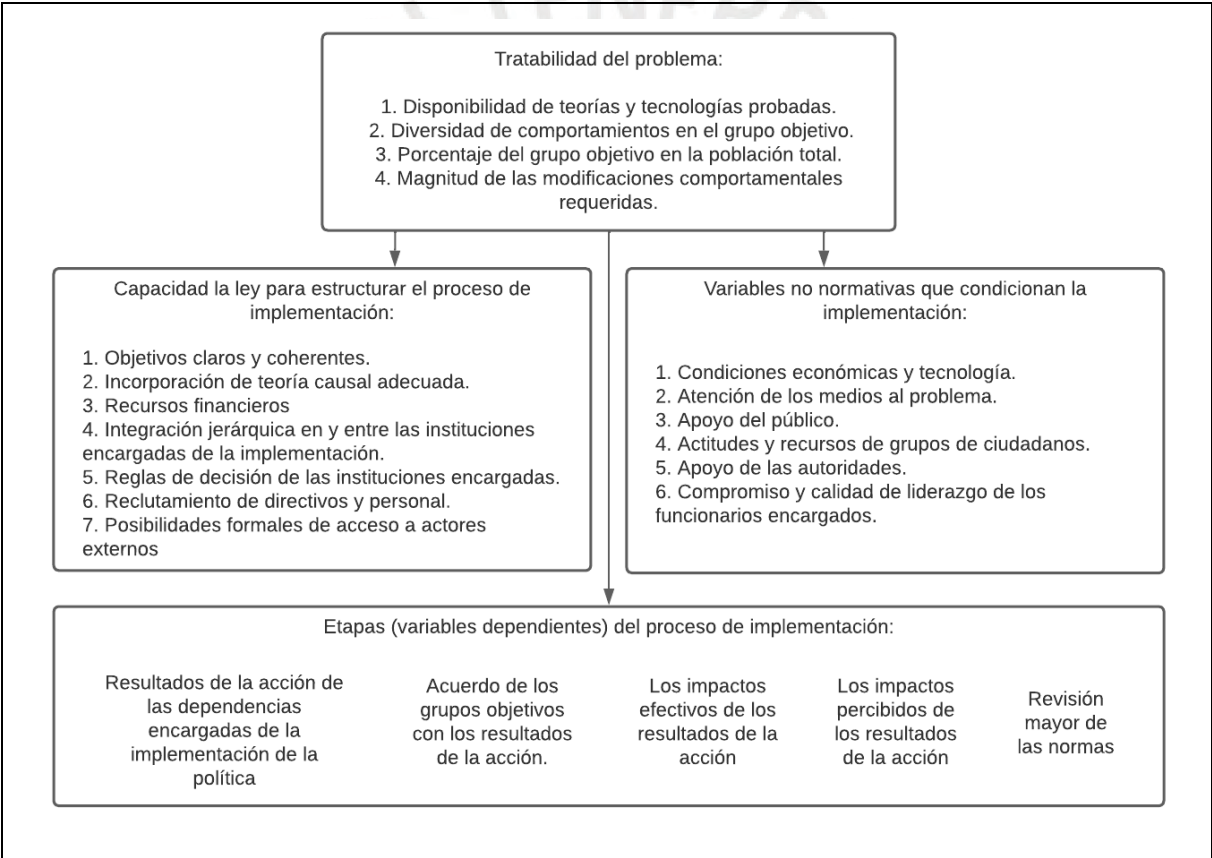 Tratabilidad del problema:
1. Disponibilidad de teorías y tecnologías probadas.
2. Diversidad de comportamientos en el grupo objetivo.
3. Porcentaje del grupo objetivo en la población total.
4. Magnitud de las modificaciones comportamentales
requeridas.
Capacidad la ley para estructurar el proceso de
implementación:
1. Objetivos claros y coherentes.
2. Incorporación de teoría causal adecuada.
3. Recursos financieros
4. Integración jerárquica en y entre las instituciones
encargadas de la implementación.
5. Reglas de decisión de las instituciones encargadas.
6. Reclutamiento de directivos y personal.
7. Posibilidades formales de acceso a actores
externos
Variables no normativas que condicionan la
implementación:
1. Condiciones económicas y tecnología.
2. Atención de los medios al problema.
3. Apoyo del público.
4. Actitudes y recursos de grupos de ciudadanos.
5. Apoyo de las autoridades.
6. Compromiso y calidad de liderazgo de los
funcionarios encargados.
Etapas (variables dependientes) del proceso de implementación:
Resultados de la acción de
las dependencias
encargadas de la
implementación de la
política
Acuerdo de los
grupos objetivos
con los resultados
de la acción.
Los impactos
efectivos de los
resultados de la
acción
Los impactos
percibidos de
los resultados
de la acción
Revisión
mayor de
las normas